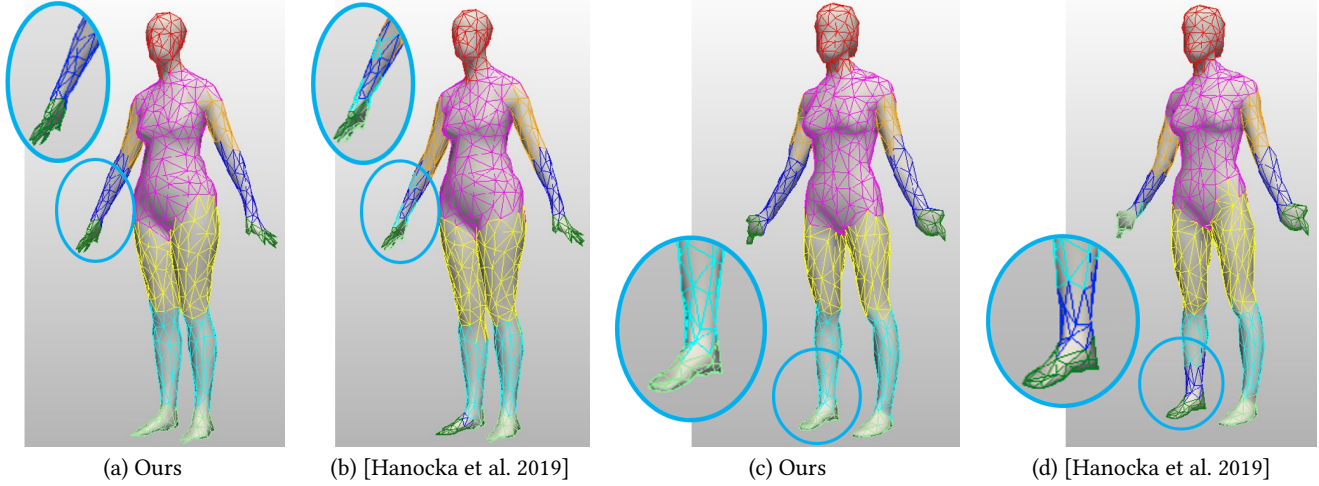 (a) Ours
(b) [Hanocka et al. 2019]
(c) Ours
(d) [Hanocka et al. 2019]